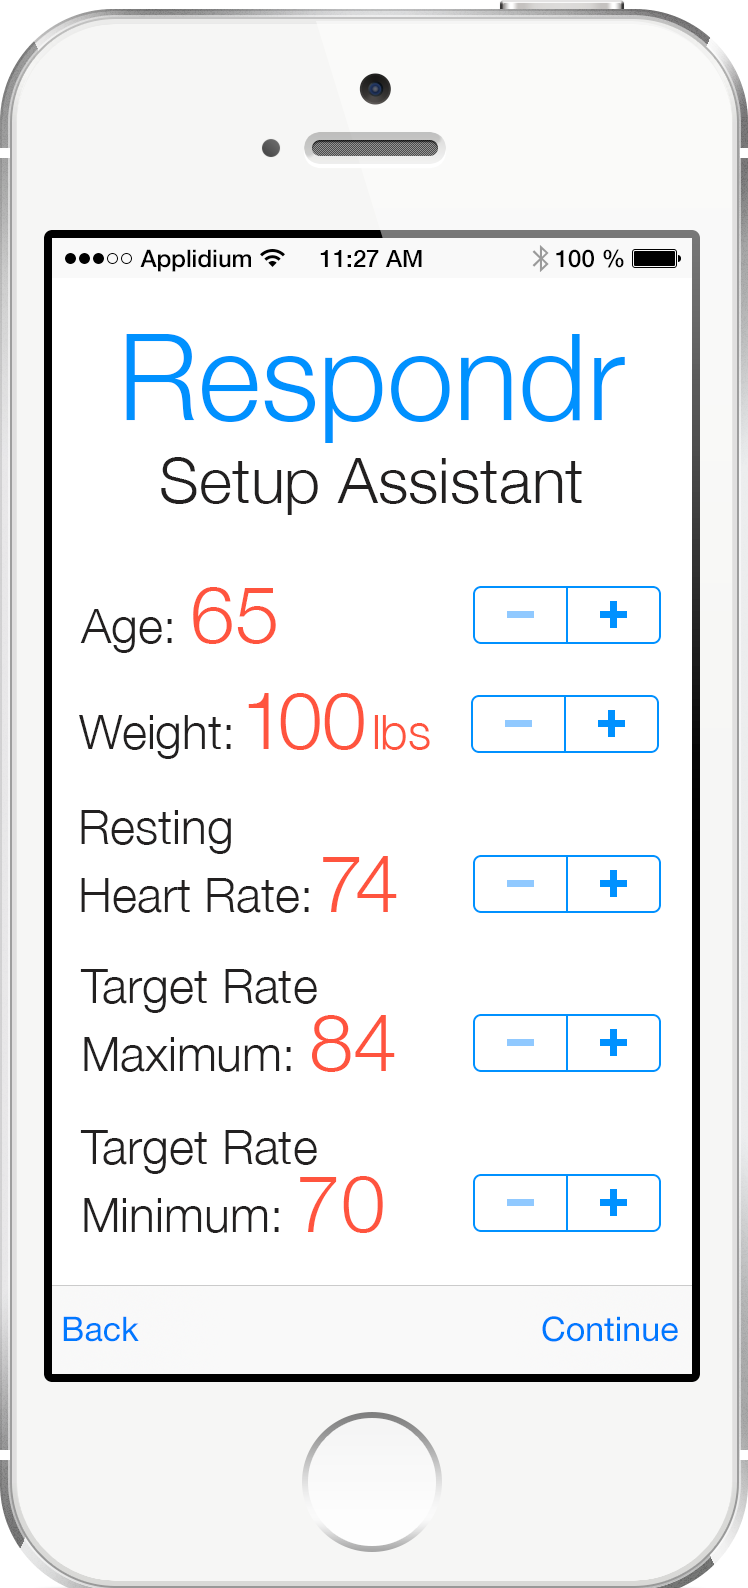 Applidium 11:27 AM 100 %
Respondr
Setup Assistant
Age: 65
Weight: 100 lbs
Resting
Heart Rate: 74
Target Rate
Maximum: 84
Target Rate
Minimum: 70
Back Continue